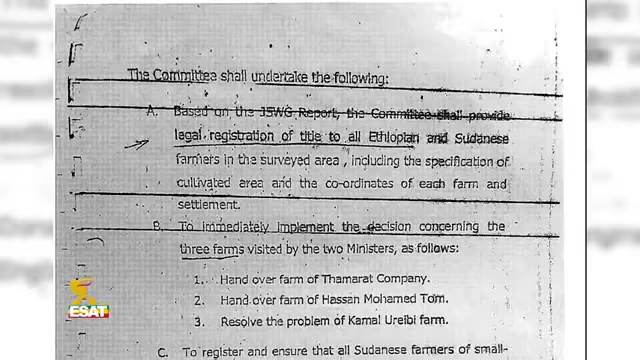 The Committee shall undertake the following:
A. Based on the JSWG Report, the Committee shall provide
legal registration of title to all Ethiopian and Sudanese
farmers in the surveyed area , including the specification of
cultivated area and the co-ordinates of each farm and
settlement.
B. To immediately implement the decision concerning the
three farms visited by the two Ministers, as follows:
1. Hand over farm of Thamarat Company.
2. Hand over farm of Hassan Mohamed Tom.
3. Resolve the problem of Kamal Ureibi farm.
C. To register and ensure that all Sudanese farmers of small-
ESAT